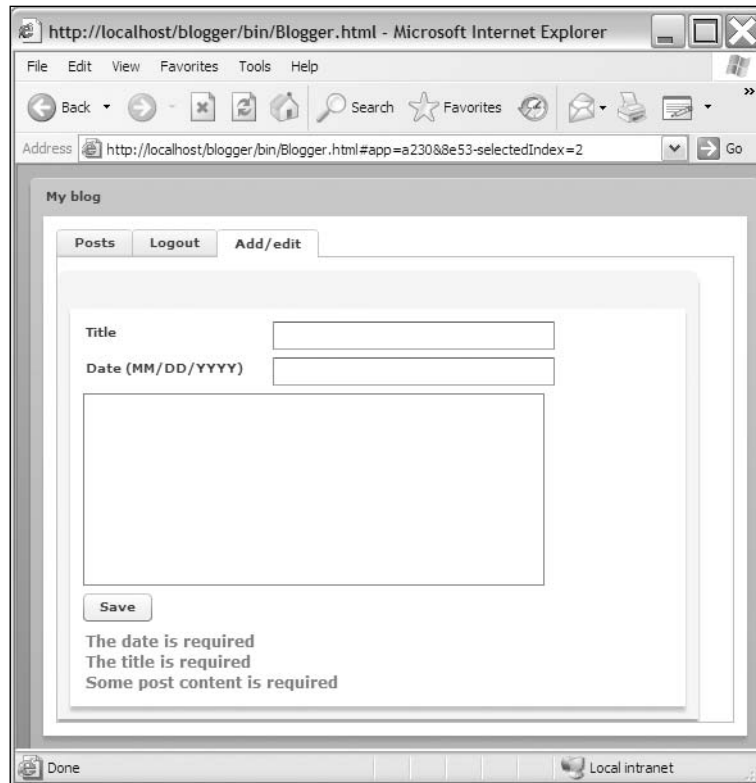 http://localhost/blogger/bin/Blogger.html - Microsoft Internet Explorer
File Edit View Favorites Tools Help
Back Search Favorites
Address http://localhost/blogger/bin/Blogger.html#app=a230&8e53-selectedIndex=2 Go
My blog
Posts Logout Add/edit
Title
Date (MM/DD/YYYY)
Save
The date is required
The title is required
Some post content is required
Done Local intranet